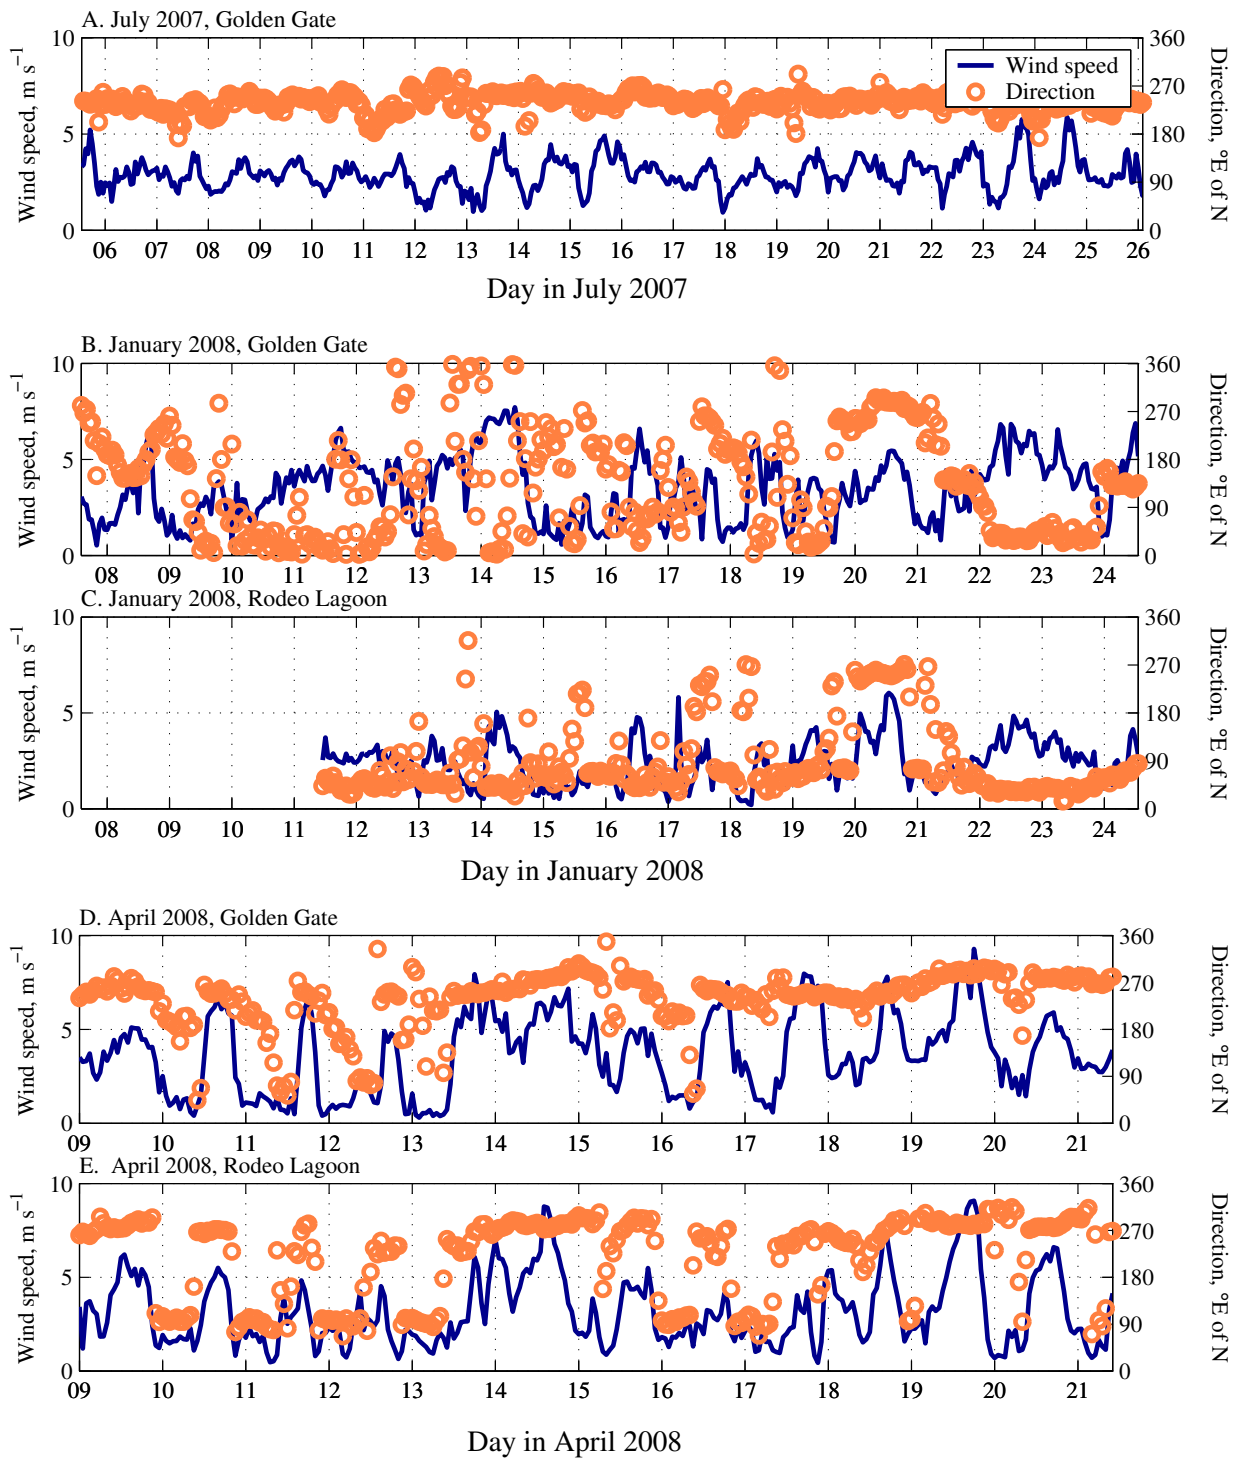 A. July 2007, Golden Gate
10
5
0
Wind speed, m s⁻¹
360
270
180
90
0
Direction, °E of N
Wind speed
Direction
06 07 08 09 10 11 12 13 14 15 16 17 18 19 20 21 22 23 24 25 26
Day in July 2007
B. January 2008, Golden Gate
10
5
0
Wind speed, m s⁻¹
360
270
180
90
0
Direction, °E of N
08 09 10 11 12 13 14 15 16 17 18 19 20 21 22 23 24
C. January 2008, Rodeo Lagoon
10
5
0
Wind speed, m s⁻¹
360
270
180
90
0
Direction, °E of N
08 09 10 11 12 13 14 15 16 17 18 19 20 21 22 23 24
Day in January 2008
D. April 2008, Golden Gate
10
5
0
Wind speed, m s⁻¹
360
270
180
90
0
Direction, °E of N
09 10 11 12 13 14 15 16 17 18 19 20 21
E. April 2008, Rodeo Lagoon
10
5
0
Wind speed, m s⁻¹
360
270
180
90
0
Direction, °E of N
09 10 11 12 13 14 15 16 17 18 19 20 21
Day in April 2008